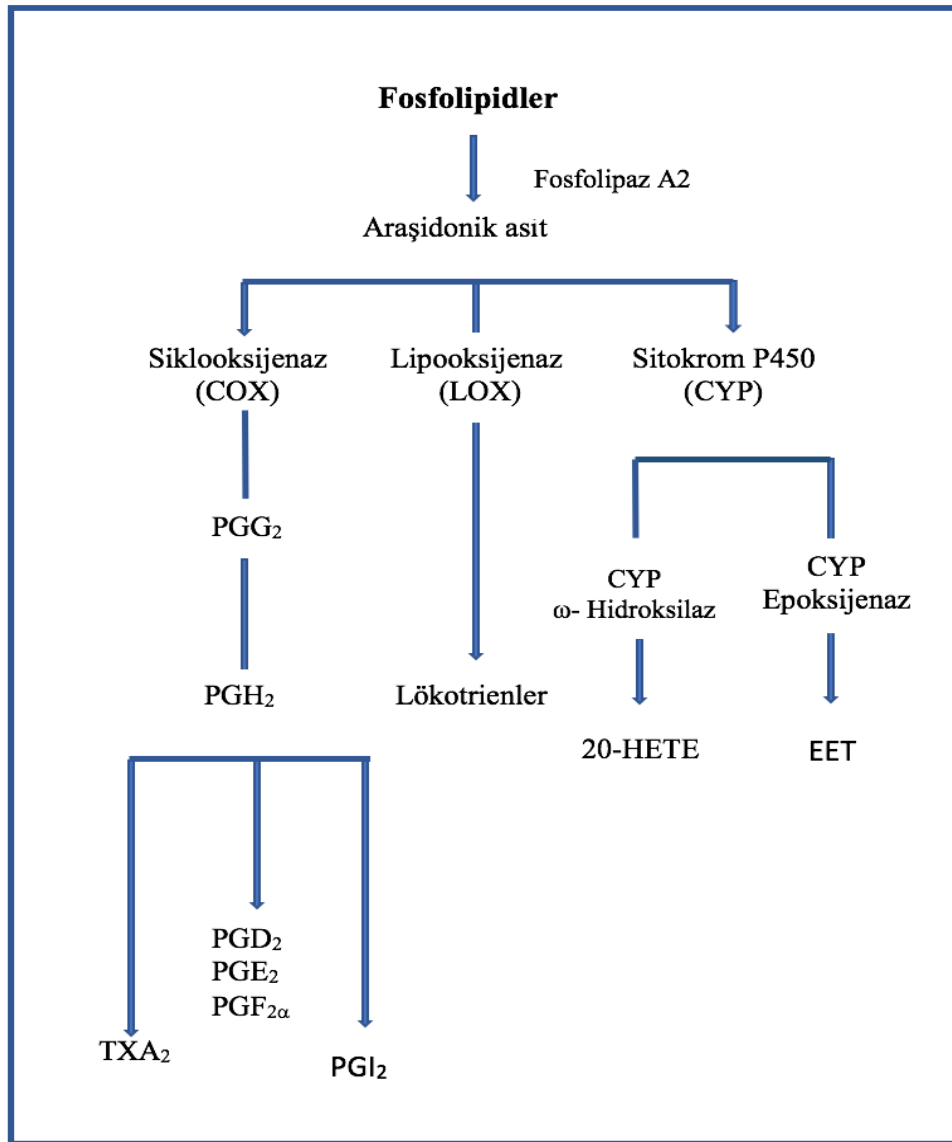 Fosfolipidler
Fosfolipaz A2
Araşidonik asit
Siklooksijenaz
(COX)
Lipooksijenaz
(LOX)
Sitokrom P450
(CYP)
PGG₂
CYP
ω- Hidroksilaz
CYP
Epoksijenaz
PGH₂
Lökotrienler
20-HETE
EET
PGD₂
PGE₂
PGF₂α
TXA₂
PGI₂